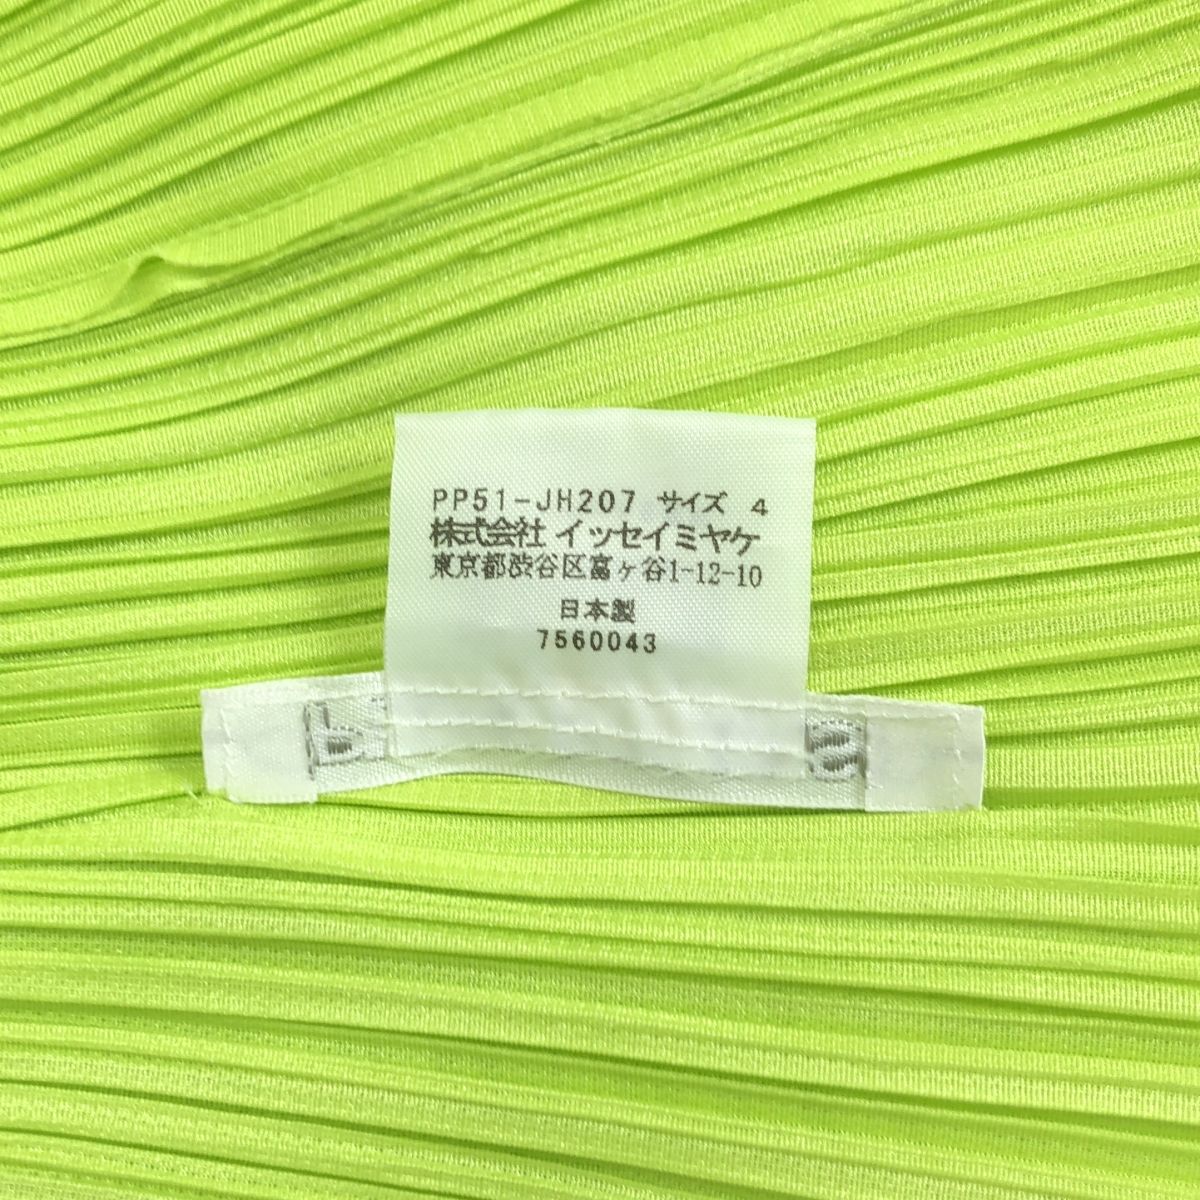 PP51-JH207 サイズ 4
株式会社 イッセイミヤケ
東京都渋谷区富ヶ谷1-12-10
日本製
7560043